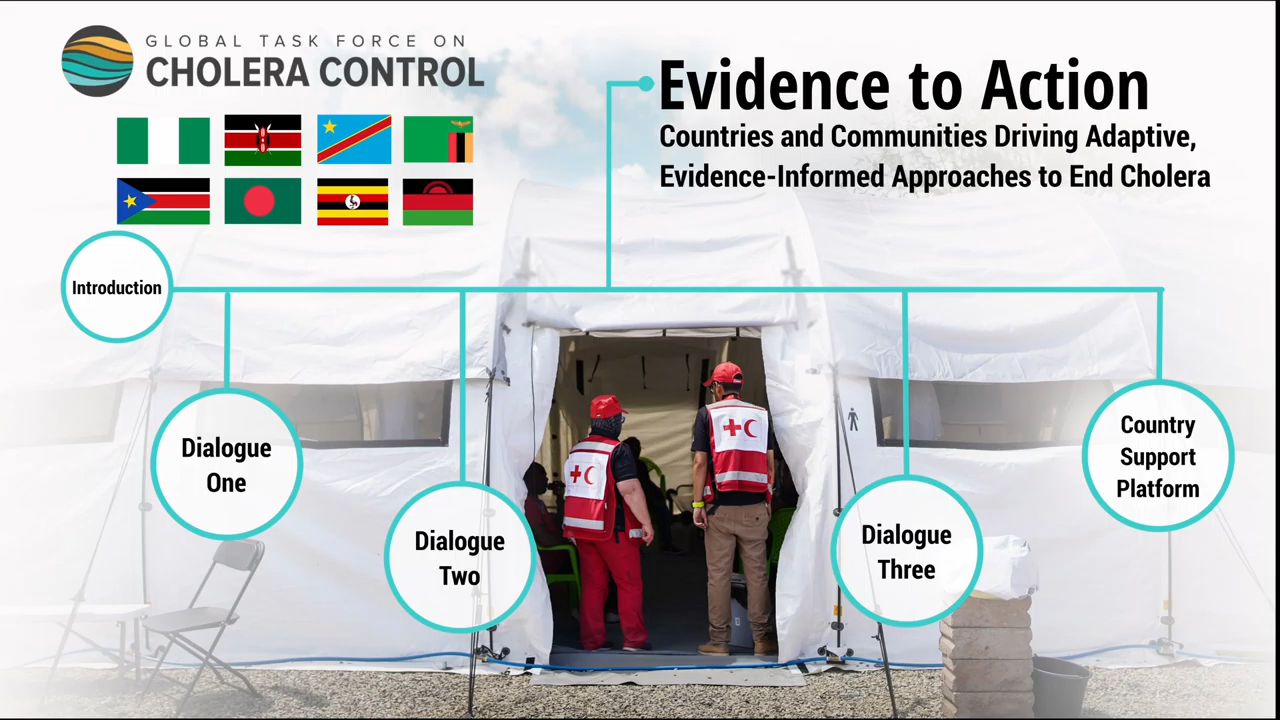 GLOBAL TASK FORCE ON
CHOLERA CONTROL
Evidence to Action
Countries and Communities Driving Adaptive,
Evidence-Informed Approaches to End Cholera
Introduction
Dialogue
One
Dialogue
Two
Dialogue
Three
Country
Support
Platform